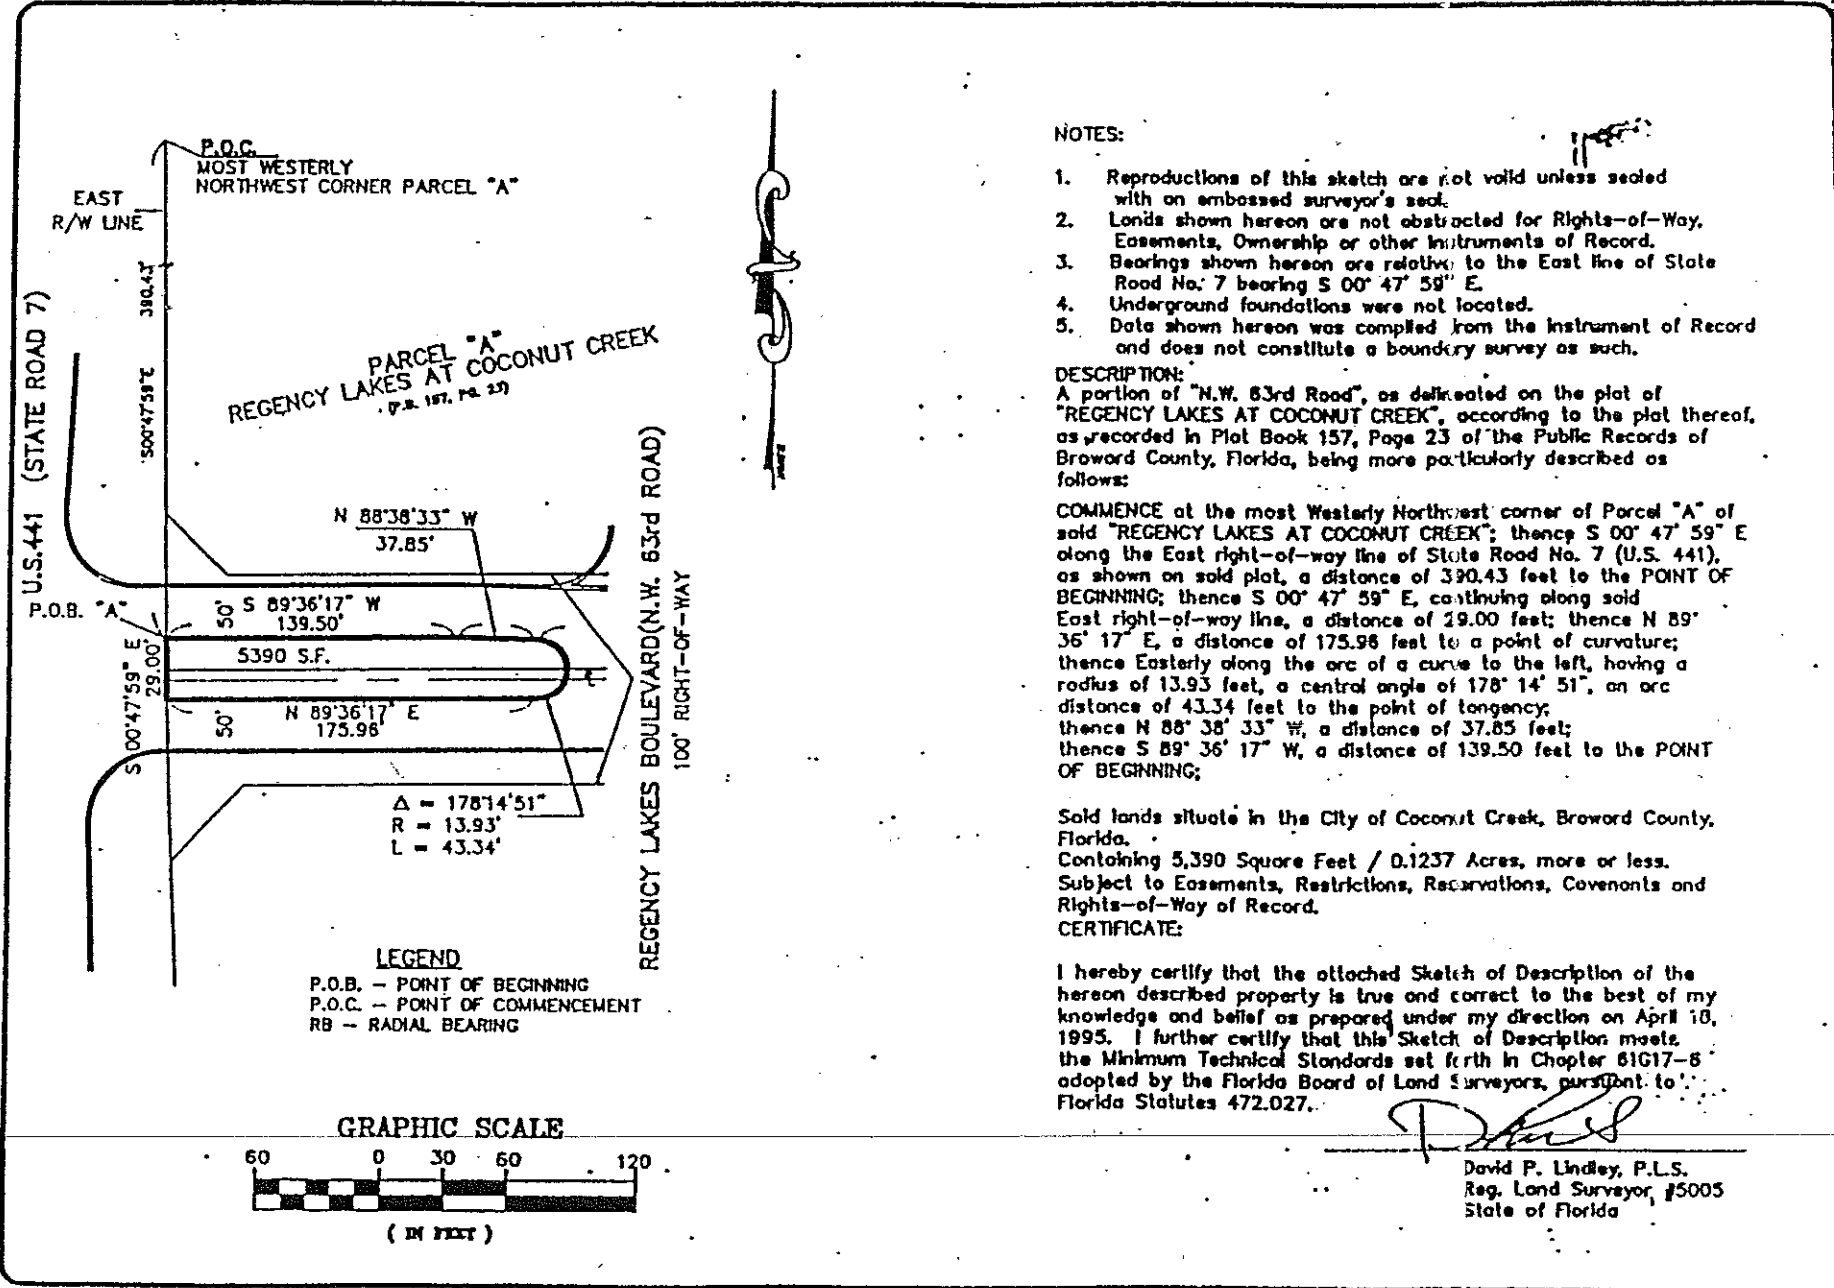 P.O.C.
MOST WESTERLY
NORTHWEST CORNER PARCEL "A"
EAST
R/W LINE
390.43'
S00°47'59"E
U.S.441 (STATE ROAD 7)
PARCEL "A"
REGENCY LAKES AT COCONUT CREEK
(P.B. 157, PG. 23)
N 88°38'33" W
37.85'
P.O.B. "A"
50'
S 89°36'17" W
139.50'
5390 S.F.
S 00°47'59" E
29.00'
50'
N 89°36'17" E
175.98'
Δ = 178°14'51"
R = 13.93'
L = 43.34'
REGENCY LAKES BOULEVARD(N.W. 63rd ROAD)
100' RIGHT-OF-WAY
LEGEND
P.O.B. - POINT OF BEGINNING
P.O.C. - POINT OF COMMENCEMENT
RB - RADIAL BEARING
GRAPHIC SCALE
60 0 30 60 120
( IN FEET )
NOTES:
1. Reproductions of this sketch are not valid unless sealed
with an embossed surveyor's seal.
2. Lands shown hereon are not abstracted for Rights-of-Way,
Easements, Ownership or other Instruments of Record.
3. Bearings shown hereon are relative to the East line of State
Road No. 7 bearing S 00° 47' 59" E.
4. Underground foundations were not located.
5. Data shown hereon was compiled from the Instrument of Record
and does not constitute a boundary survey as such.
DESCRIPTION:
A portion of "N.W. 63rd Road", as delineated on the plat of
"REGENCY LAKES AT COCONUT CREEK", according to the plat thereof,
as recorded in Plat Book 157, Page 23 of the Public Records of
Broward County, Florida, being more particularly described as
follows:
COMMENCE at the most Westerly Northwest corner of Parcel "A" of
said "REGENCY LAKES AT COCONUT CREEK"; thence S 00° 47' 59" E
along the East right-of-way line of State Road No. 7 (U.S. 441),
as shown on said plat, a distance of 390.43 feet to the POINT OF
BEGINNING; thence S 00° 47' 59" E, continuing along said
East right-of-way line, a distance of 29.00 feet; thence N 89°
36' 17" E, a distance of 175.98 feet to a point of curvature;
thence Easterly along the arc of a curve to the left, having a
radius of 13.93 feet, a central angle of 178° 14' 51", an arc
distance of 43.34 feet to the point of tangency;
thence N 88° 38' 33" W, a distance of 37.85 feet;
thence S 89° 36' 17" W, a distance of 139.50 feet to the POINT
OF BEGINNING;
Said lands situate in the City of Coconut Creek, Broward County,
Florida.
Containing 5,390 Square Feet / 0.1237 Acres, more or less.
Subject to Easements, Restrictions, Reservations, Covenants and
Rights-of-Way of Record.
CERTIFICATE:
I hereby certify that the attached Sketch of Description of the
hereon described property is true and correct to the best of my
knowledge and belief as prepared under my direction on April 18,
1995. I further certify that this Sketch of Description meets
the Minimum Technical Standards set forth in Chapter 61G17-6
adopted by the Florida Board of Land Surveyors, pursuant to
Florida Statutes 472.027.
David P. Lindley, P.L.S.
Reg. Land Surveyor, #5005
State of Florida